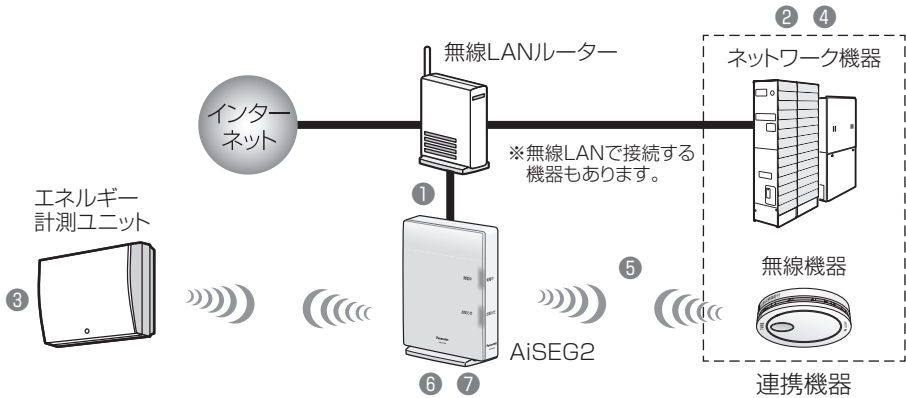 ❷ ❹
無線LANルーター
ネットワーク機器
インター
ネット
※無線LANで接続する
機器もあります。
❶
エネルギー
計測ユニット
❸
❺
無線機器
Panasonic
AiSEG2
❻ ❼
連携機器